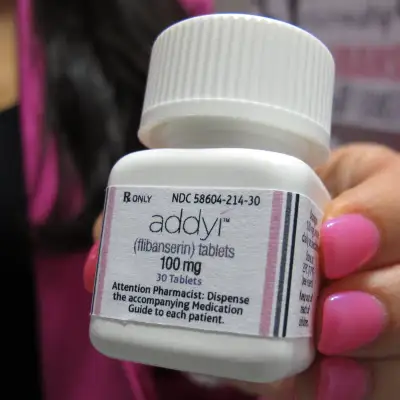 ℞ ONLY NDC 58604-214-30
addyi™
(flibanserin) tablets
100 mg
30 Tablets
Attention Pharmacist: Dispense
the accompanying Medication
Guide to each patient.